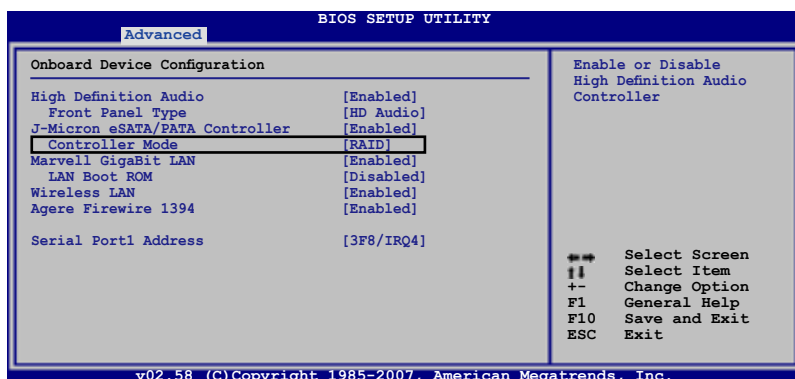 BIOS SETUP UTILITY
Advanced
Onboard Device Configuration
High Definition Audio [Enabled]
Front Panel Type [HD Audio]
J-Micron eSATA/PATA Controller [Enabled]
Controller Mode [RAID]
Marvell GigaBit LAN [Enabled]
LAN Boot ROM [Disabled]
Wireless LAN [Enabled]
Agere Firewire 1394 [Enabled]
Serial Port1 Address [3F8/IRQ4]
Enable or Disable
High Definition Audio
Controller
←→ Select Screen
↑↓ Select Item
+- Change Option
F1 General Help
F10 Save and Exit
ESC Exit
v02.58 (C)Copyright 1985-2007, American Megatrends, Inc.